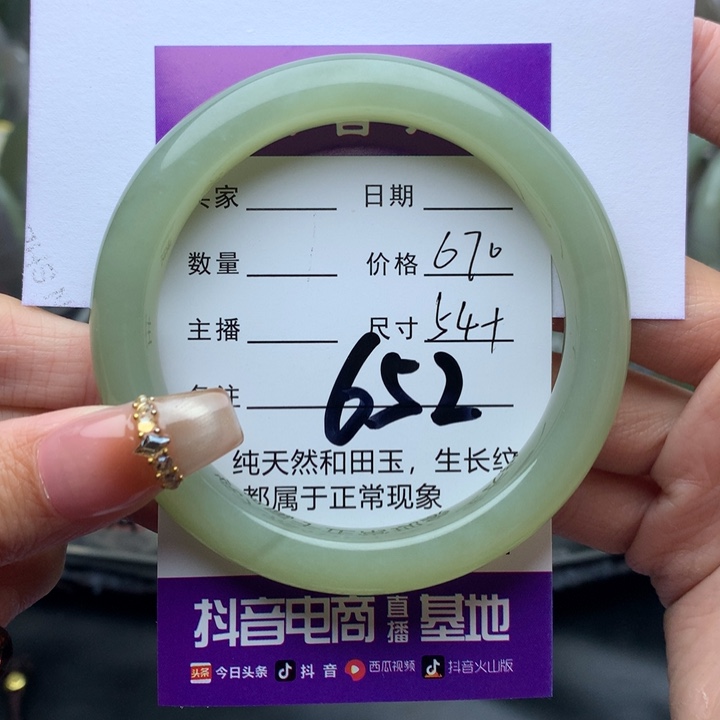 家 日期
数量 价格 670
主播 尺寸 54+
备注 652
纯天然和田玉，生长纹
都属于正常现象
抖音电商 直播 基地
头条 今日头条 抖音 西瓜视频 抖音火山版